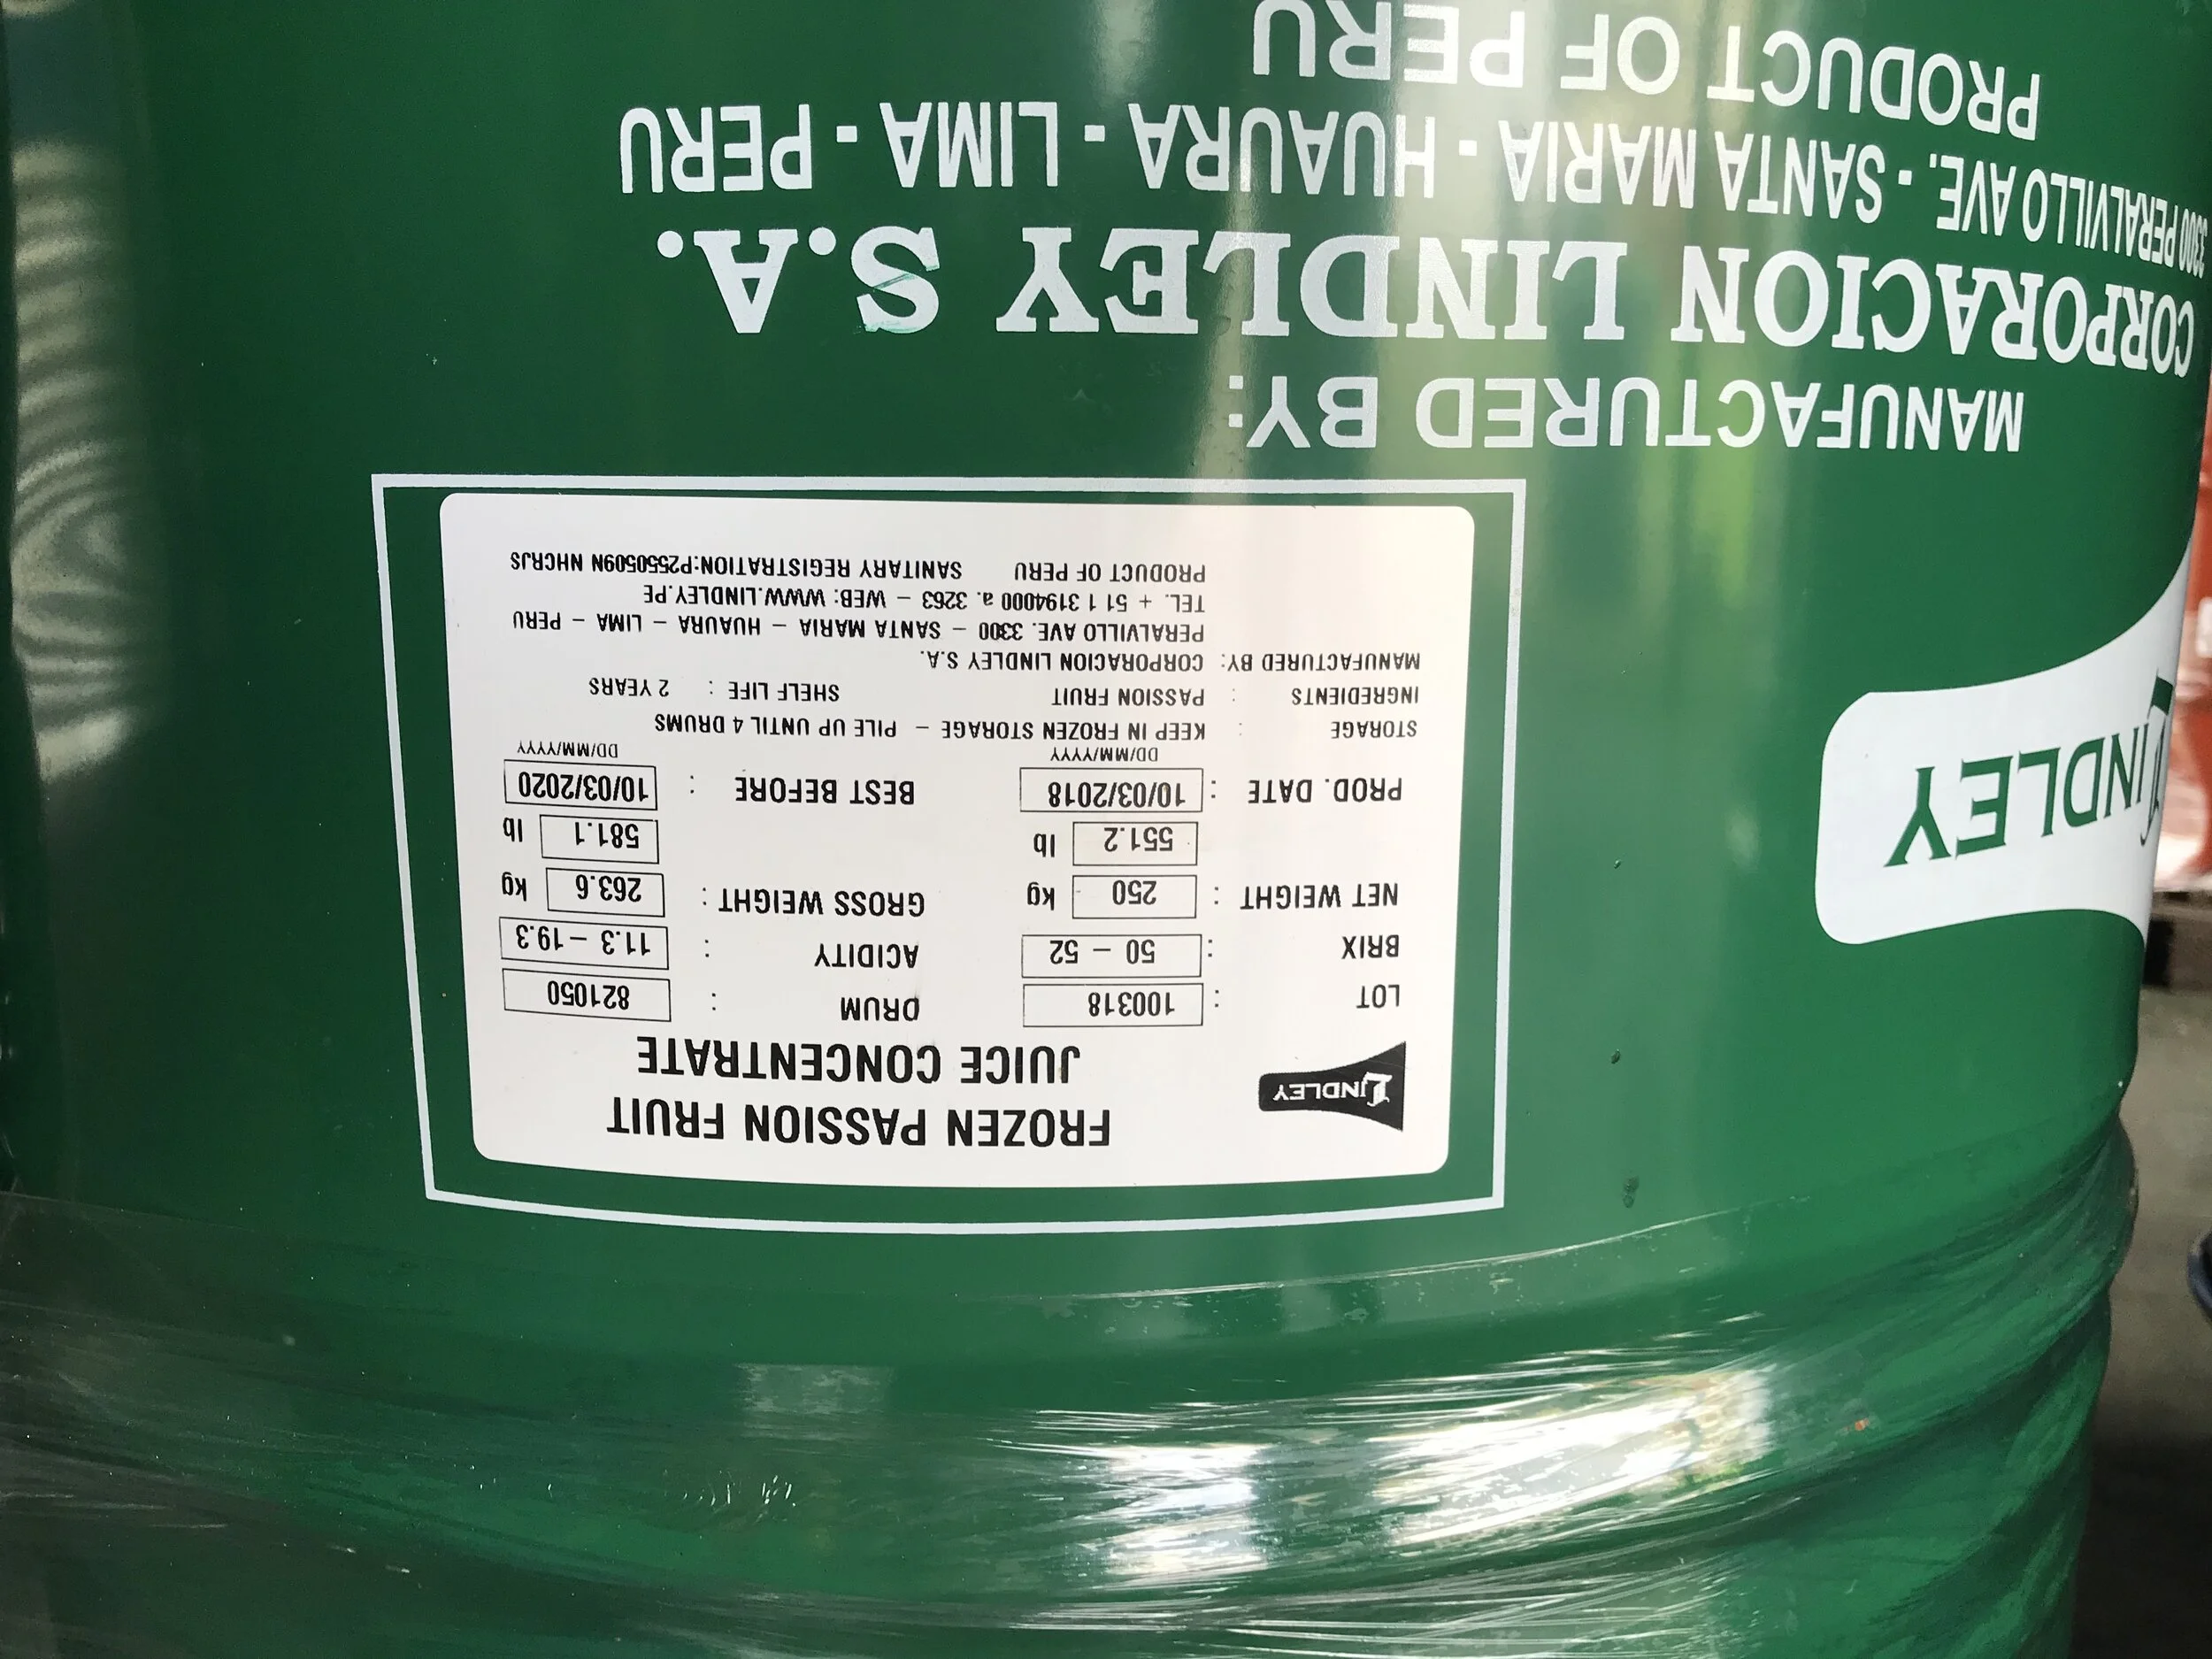 FROZEN PASSION FRUIT
JUICE CONCENTRATE
LINDLEY
LOT : 100318 DRUM : 821050
BRIX : 50 – 52 ACIDITY : 11.3 – 19.3
NET WEIGHT : 250 kg GROSS WEIGHT : 263.6 kg
551.2 lb 581.1 lb
PROD. DATE : 10/03/2018 BEST BEFORE : 10/03/2020
DD/MM/YYYY DD/MM/YYYY
STORAGE : KEEP IN FROZEN STORAGE – PILE UP UNTIL 4 DRUMS
INGREDIENTS : PASSION FRUIT SHELF LIFE : 2 YEARS
MANUFACTURED BY: CORPORACION LINDLEY S.A.
PERALVILLO AVE. 3300 – SANTA MARIA – HUAURA – LIMA – PERU
TEL. + 51 1 3194000 a. 3263 – WEB: WWW.LINDLEY.PE
PRODUCT OF PERU SANITARY REGISTRATION:P2550509N NHCRJS
LINDLEY
MANUFACTURED BY:
CORPORACION LINDLEY S.A.
3300 PERALVILLO AVE. - SANTA MARIA - HUAURA - LIMA - PERU
PRODUCT OF PERU